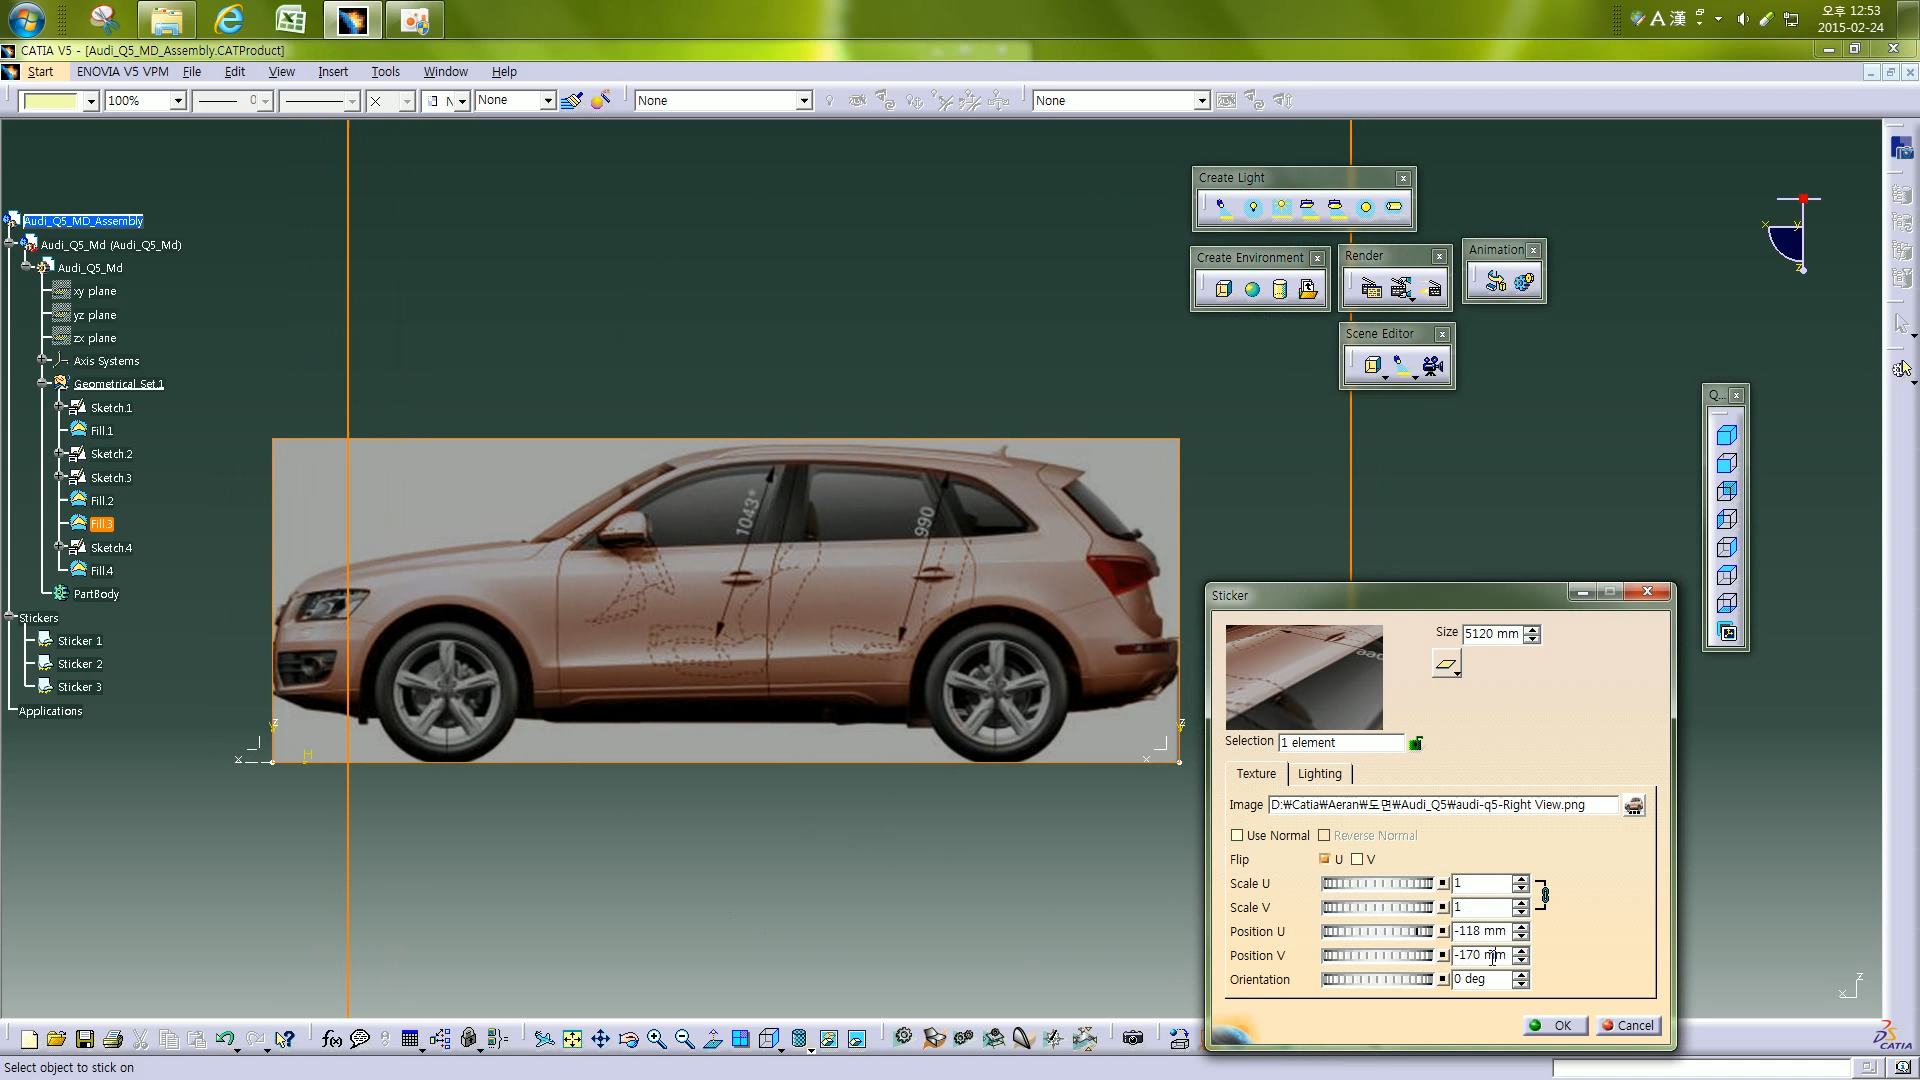 오후 12:53
2015-02-24
A 漢
CATIA V5 - [Audi_Q5_MD_Assembly.CATProduct]
Start ENOVIA V5 VPM File Edit View Insert Tools Window Help
100% 0 None None None
Create Light
Create Environment Render Animation
Scene Editor
Q...
Audi_Q5_MD_Assembly
Audi_Q5_Md (Audi_Q5_Md)
Audi_Q5_Md
xy plane
yz plane
zx plane
Axis Systems
Geometrical Set.1
Sketch.1
Fill.1
Sketch.2
Sketch.3
Fill.2
Fill.3
Sketch.4
Fill.4
PartBody
Stickers
Sticker 1
Sticker 2
Sticker 3
Applications
1043*
990
x y
z
z
z
x H x
Sticker
Size 5120 mm
Selection 1 element
Texture Lighting
Image D:₩Catia₩Aeran₩도면₩Audi_Q5₩audi-q5-Right View.png
Use Normal Reverse Normal
Flip U V
Scale U 1
Scale V 1
Position U -118 mm
Position V -170 mm
Orientation 0 deg
OK Cancel
z
x
CATIA
Select object to stick on